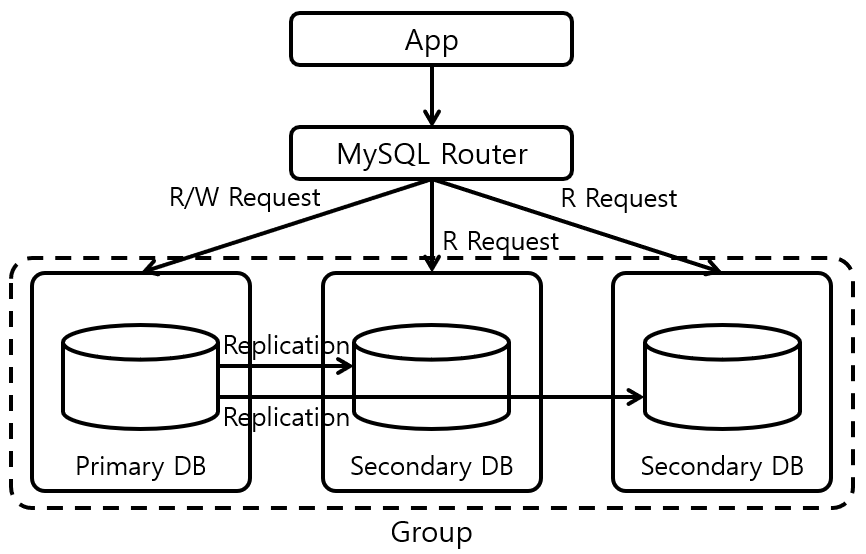 App
MySQL Router
R/W Request
R Request
R Request
Replication
Replication
Primary DB
Secondary DB
Secondary DB
Group